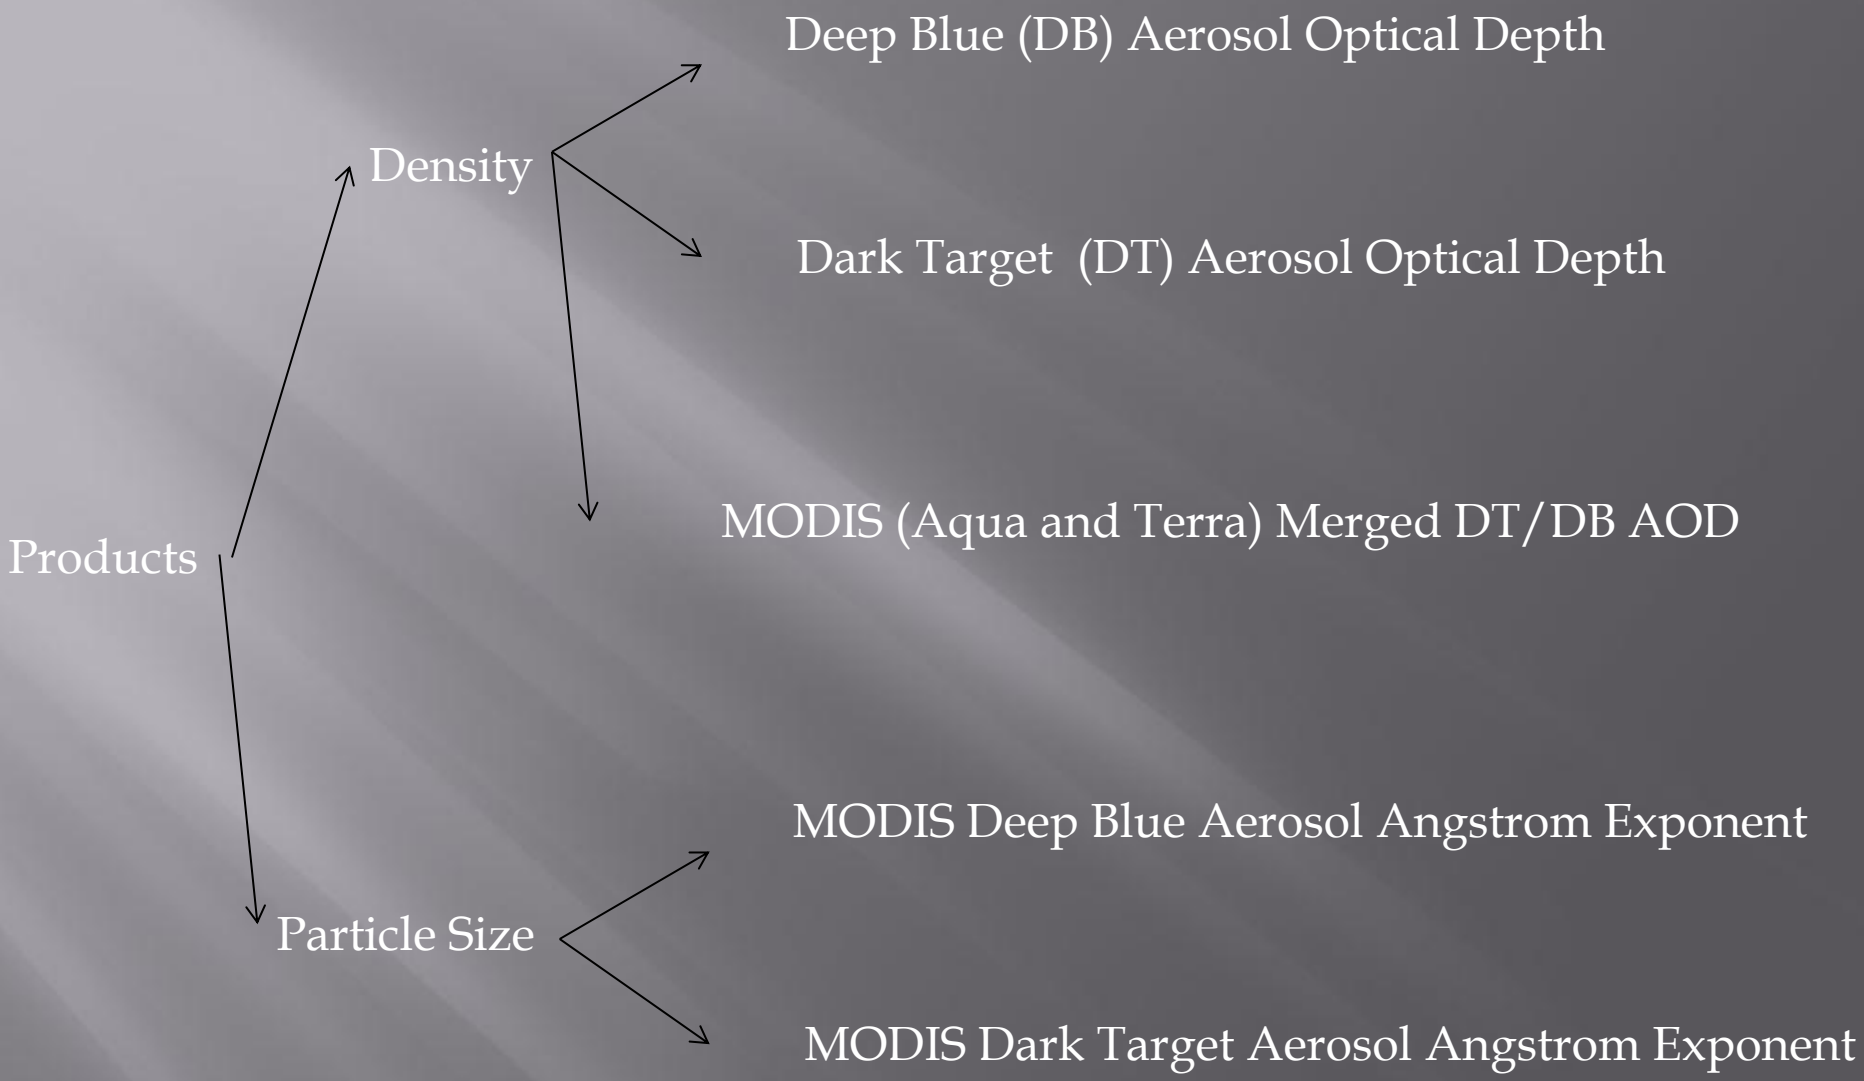 Deep Blue (DB) Aerosol Optical Depth
Density
Dark Target (DT) Aerosol Optical Depth
MODIS (Aqua and Terra) Merged DT/DB AOD
Products
MODIS Deep Blue Aerosol Angstrom Exponent
Particle Size
MODIS Dark Target Aerosol Angstrom Exponent